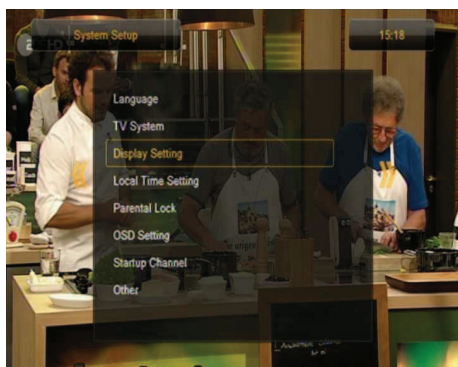 System Setup
15:18
Language
TV System
Display Setting
Local Time Setting
Parental Lock
OSD Setting
Startup Channel
Other